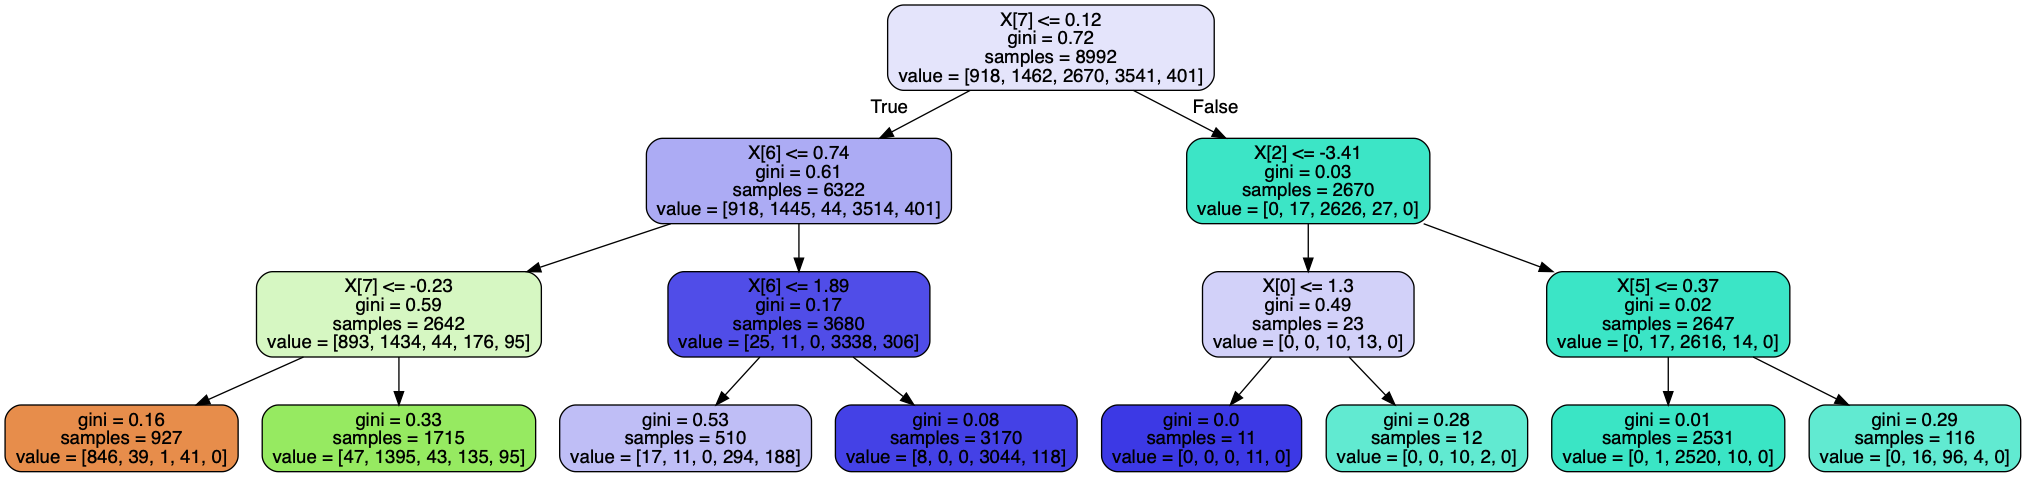 X[7] <= 0.12
gini = 0.72
samples = 8992
value = [918, 1462, 2670, 3541, 401]
True
False
X[6] <= 0.74
gini = 0.61
samples = 6322
value = [918, 1445, 44, 3514, 401]
X[2] <= -3.41
gini = 0.03
samples = 2670
value = [0, 17, 2626, 27, 0]
X[7] <= -0.23
gini = 0.59
samples = 2642
value = [893, 1434, 44, 176, 95]
X[6] <= 1.89
gini = 0.17
samples = 3680
value = [25, 11, 0, 3338, 306]
X[0] <= 1.3
gini = 0.49
samples = 23
value = [0, 0, 10, 13, 0]
X[5] <= 0.37
gini = 0.02
samples = 2647
value = [0, 17, 2616, 14, 0]
gini = 0.16
samples = 927
value = [846, 39, 1, 41, 0]
gini = 0.33
samples = 1715
value = [47, 1395, 43, 135, 95]
gini = 0.53
samples = 510
value = [17, 11, 0, 294, 188]
gini = 0.08
samples = 3170
value = [8, 0, 0, 3044, 118]
gini = 0.0
samples = 11
value = [0, 0, 0, 11, 0]
gini = 0.28
samples = 12
value = [0, 0, 10, 2, 0]
gini = 0.01
samples = 2531
value = [0, 1, 2520, 10, 0]
gini = 0.29
samples = 116
value = [0, 16, 96, 4, 0]